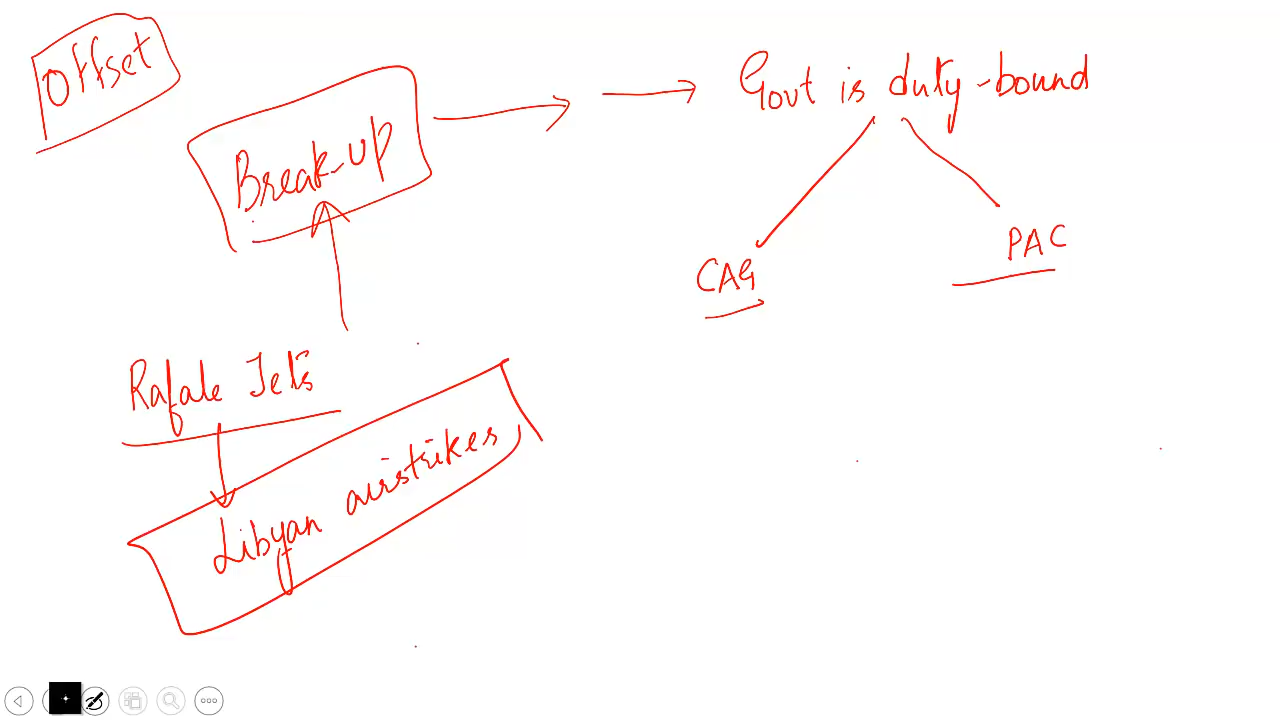 Offset
Break-up
Govt is duty-bound
CAG
PAC
Rafale Jets
Libyan airstrikes